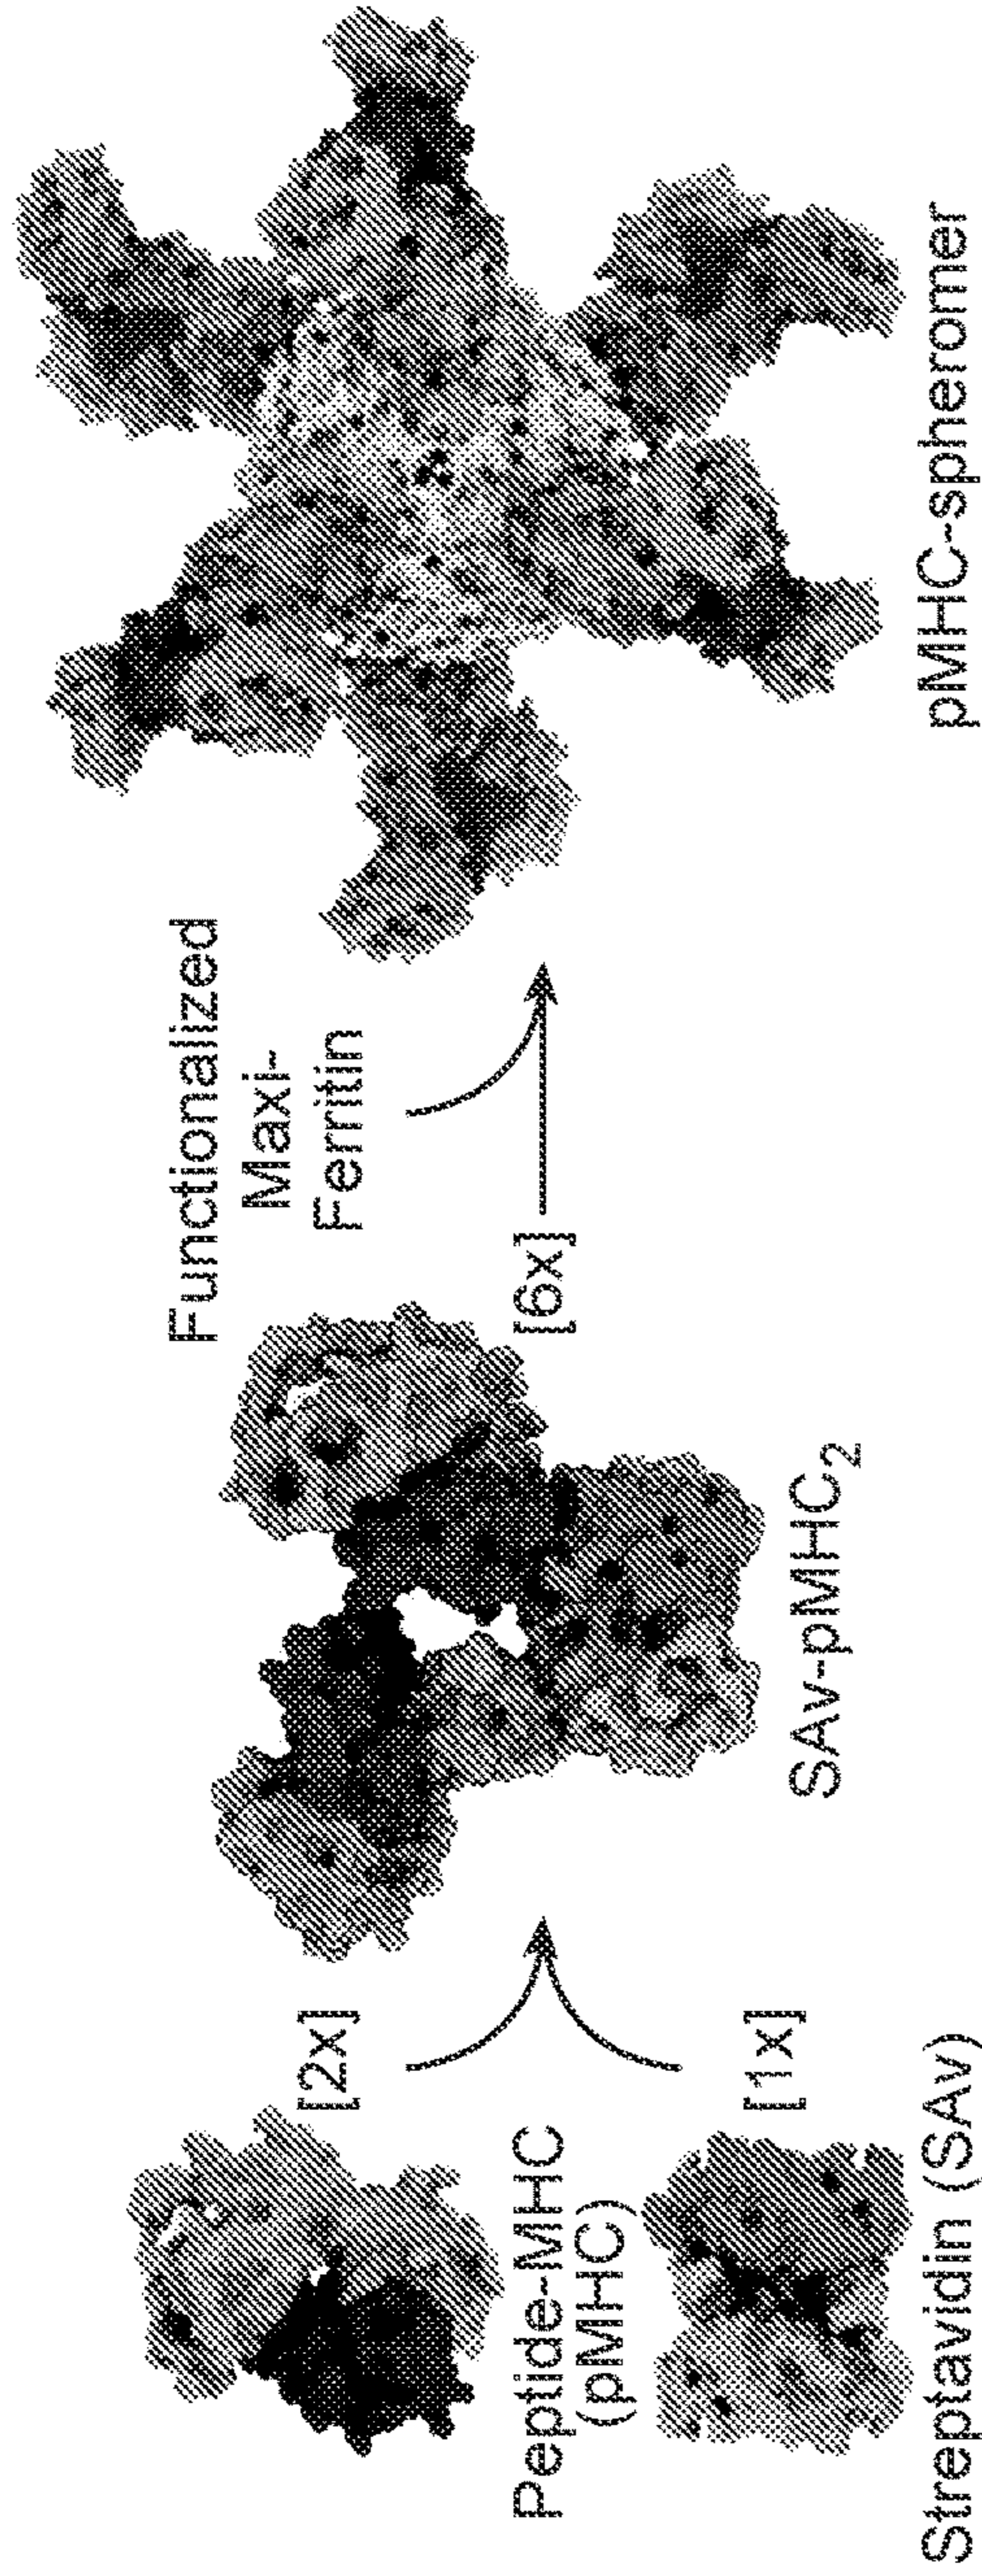 [2x]
Peptide-MHC
(pMHC)
[1x]
Streptavidin (SAv)
SAv-pMHC₂
Functionalized
Maxi-
Ferritin
[6x]
pMHC-spheromer